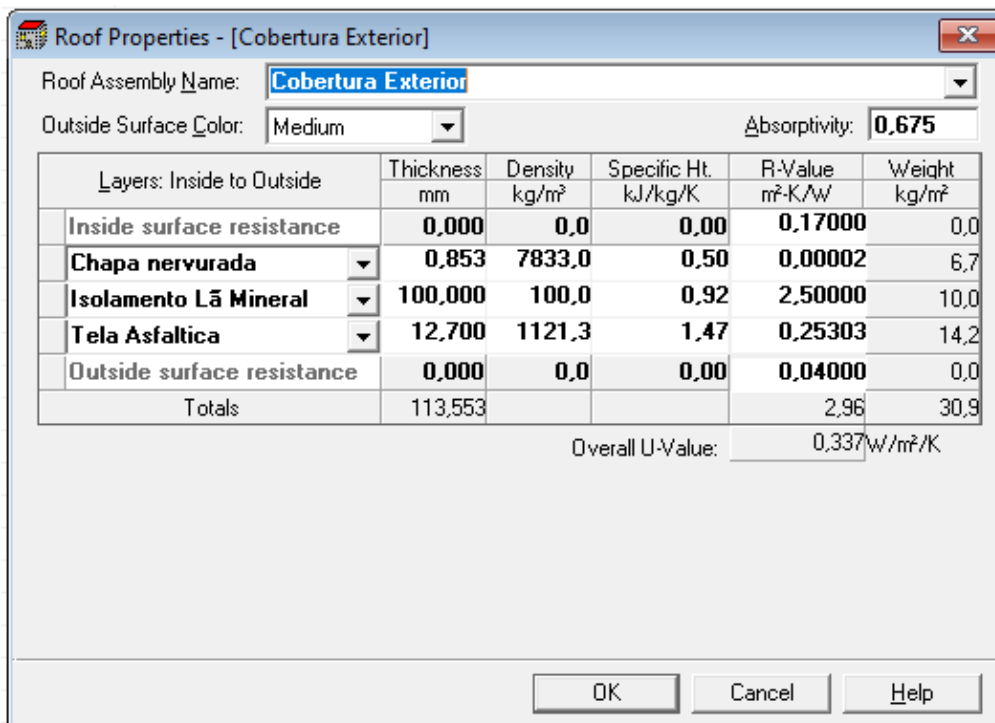 Roof Properties - [Cobertura Exterior]
Roof Assembly Name: Cobertura Exterior
Outside Surface Color: Medium Absorptivity: 0,675
Layers: Inside to Outside Thickness mm Density kg/m³ Specific Ht. kJ/kg/K R-Value m²-K/W Weight kg/m²
Inside surface resistance 0,000 0,0 0,00 0,17000 0,0
Chapa nervurada 0,853 7833,0 0,50 0,00002 6,7
Isolamento Lã Mineral 100,000 100,0 0,92 2,50000 10,0
Tela Asfaltica 12,700 1121,3 1,47 0,25303 14,2
Outside surface resistance 0,000 0,0 0,00 0,04000 0,0
Totals 113,553 2,96 30,9
Overall U-Value: 0,337 W/m²/K
OK Cancel Help